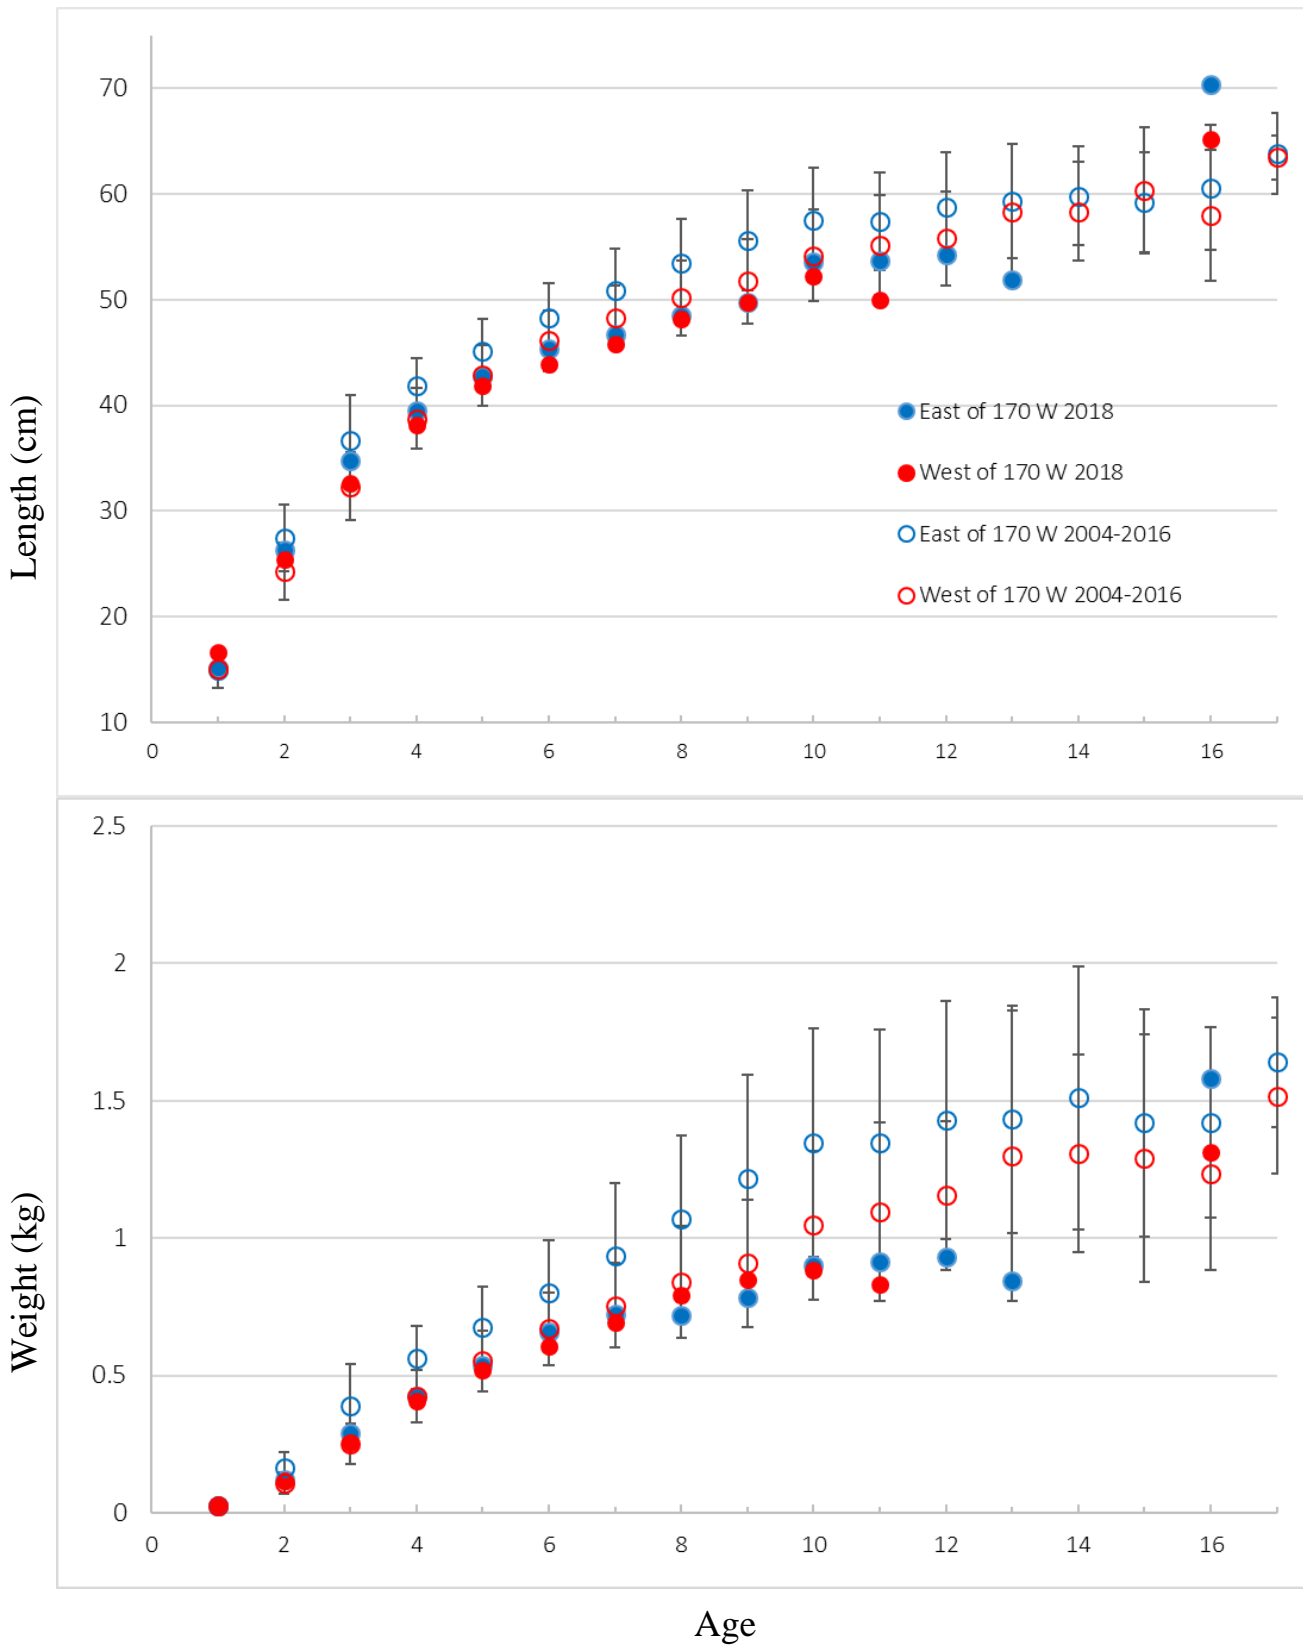 70
60
50
40
30
20
10
Length (cm)
East of 170 W 2018
West of 170 W 2018
East of 170 W 2004-2016
West of 170 W 2004-2016
0 2 4 6 8 10 12 14 16
2.5
2
1.5
1
0.5
0
Weight (kg)
0 2 4 6 8 10 12 14 16
Age